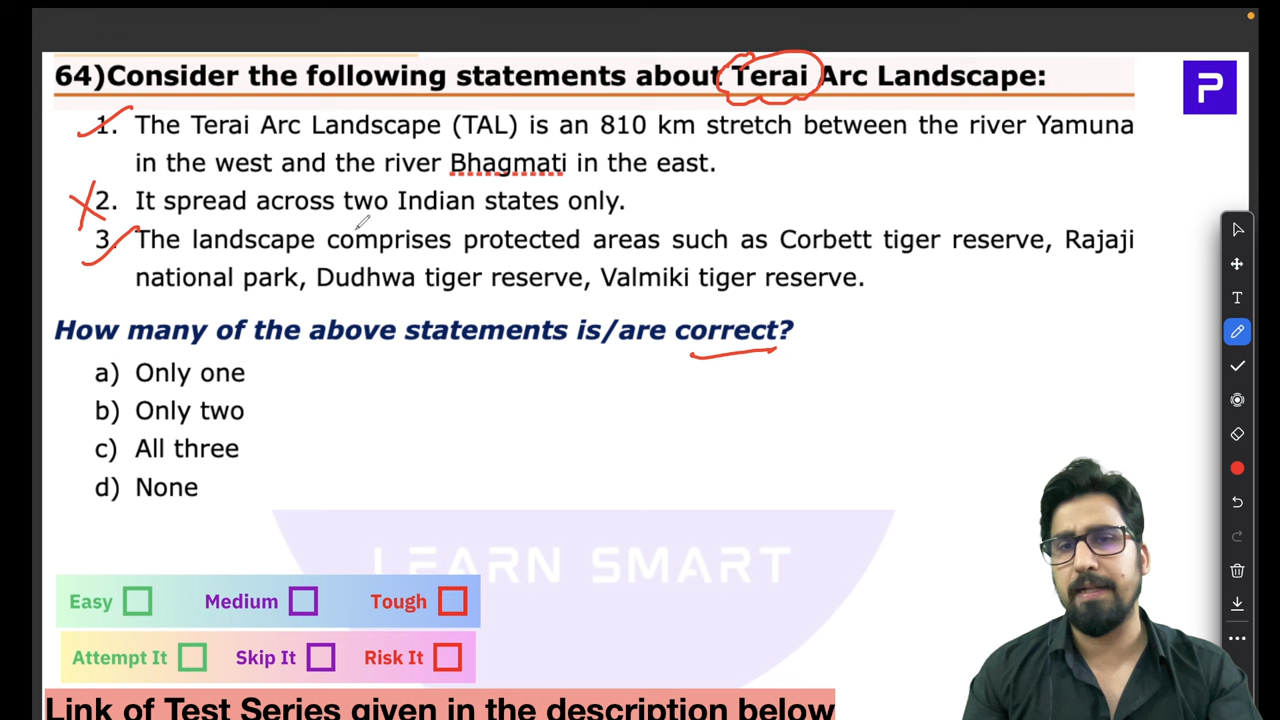 64)Consider the following statements about Terai Arc Landscape:
1. The Terai Arc Landscape (TAL) is an 810 km stretch between the river Yamuna
in the west and the river Bhagmati in the east.
2. It spread across two Indian states only.
3. The landscape comprises protected areas such as Corbett tiger reserve, Rajaji
national park, Dudhwa tiger reserve, Valmiki tiger reserve.
How many of the above statements is/are correct?
a) Only one
b) Only two
c) All three
d) None
LEARN SMART
Easy Medium Tough
Attempt It Skip It Risk It
Link of Test Series given in the description below
P
T